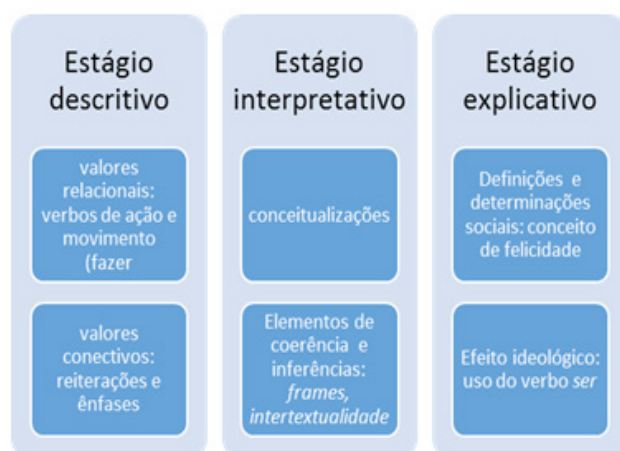 Estágio
descritivo
valores
relacionais:
verbos de ação e
movimento
(fazer
valores
conectivos:
reiterações e
ênfases
Estágio
interpretativo
conceitualizações
Elementos de
coerência e
inferências:
frames,
intertextualidade
Estágio
explicativo
Definições e
determinações
sociais: conceito
de felicidade
Efeito ideológico:
uso do verbo ser